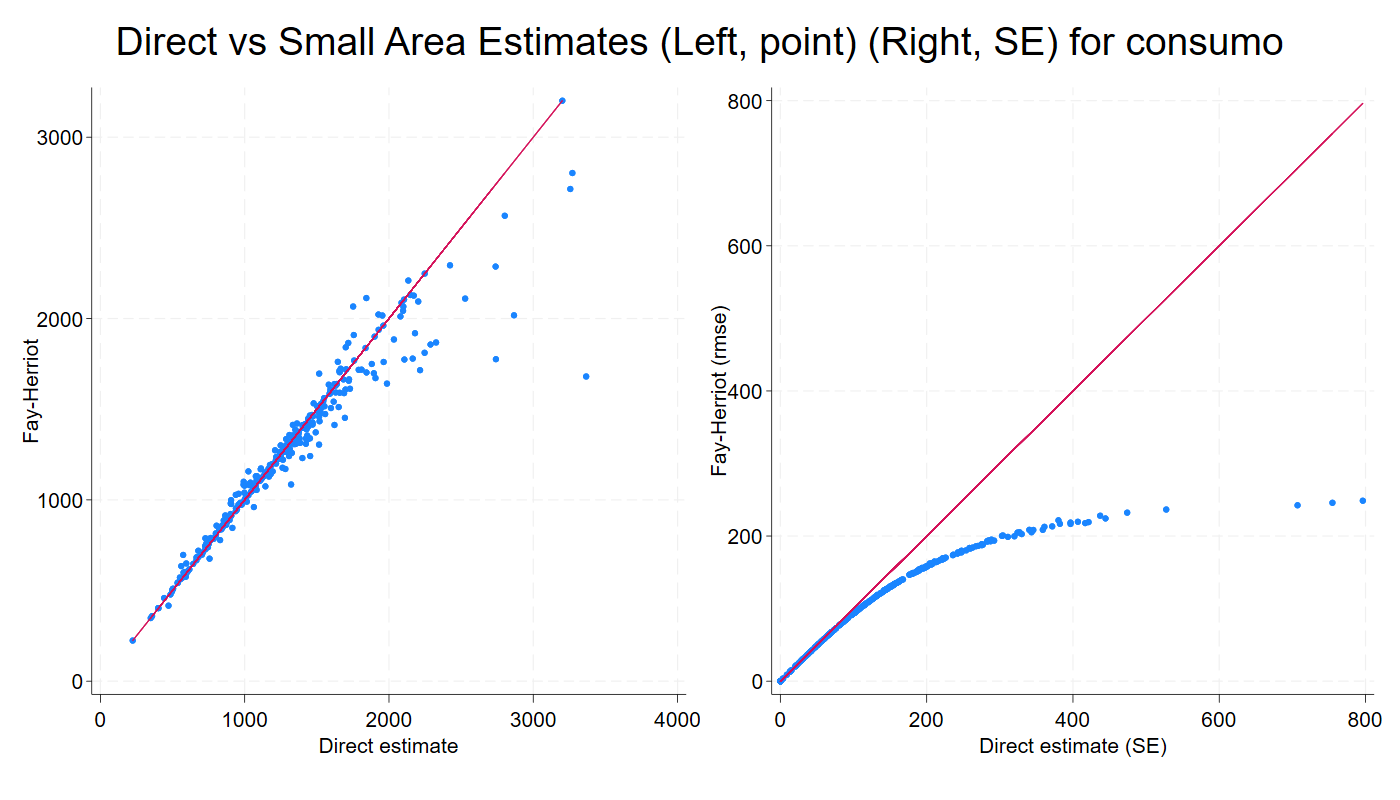 Direct vs Small Area Estimates (Left, point) (Right, SE) for consumo
Fay-Herriot
3000
2000
1000
0
0 1000 2000 3000 4000
Direct estimate
Fay-Herriot (rmse)
800
600
400
200
0
0 200 400 600 800
Direct estimate (SE)